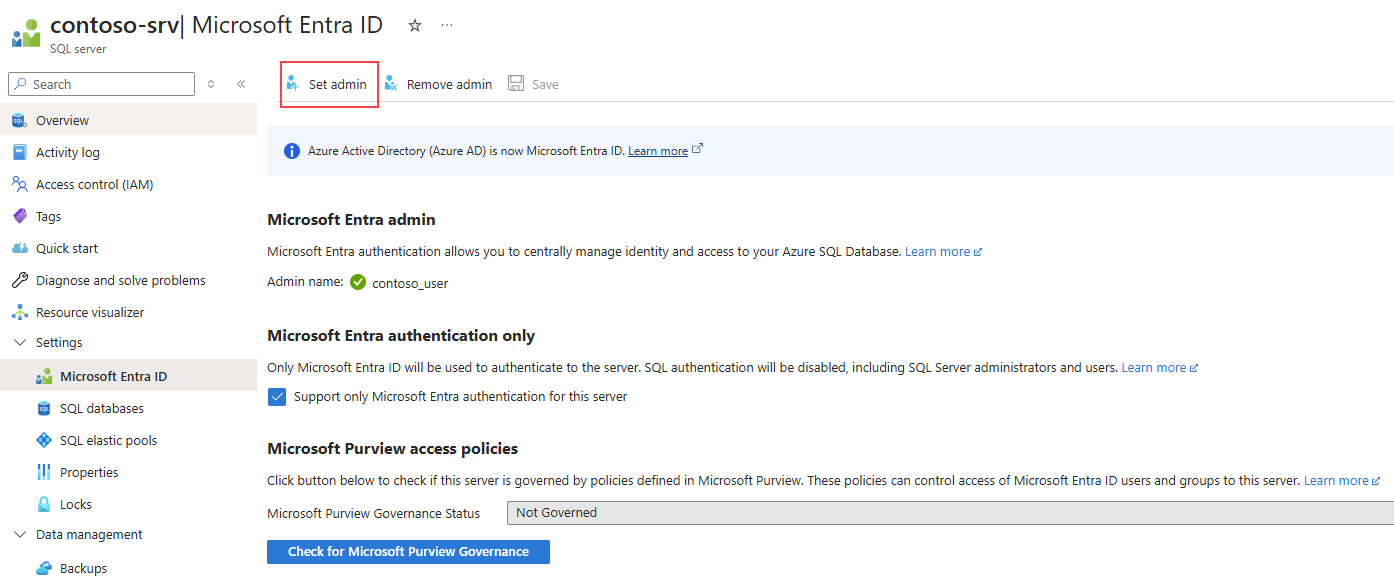 contoso-srv| Microsoft Entra ID
SQL server
Search
Set admin Remove admin Save
Overview
Activity log
Access control (IAM)
Tags
Quick start
Diagnose and solve problems
Resource visualizer
Settings
Microsoft Entra ID
SQL databases
SQL elastic pools
Properties
Locks
Data management
Backups
Azure Active Directory (Azure AD) is now Microsoft Entra ID. Learn more
Microsoft Entra admin
Microsoft Entra authentication allows you to centrally manage identity and access to your Azure SQL Database. Learn more
Admin name: contoso_user
Microsoft Entra authentication only
Only Microsoft Entra ID will be used to authenticate to the server. SQL authentication will be disabled, including SQL Server administrators and users. Learn more
Support only Microsoft Entra authentication for this server
Microsoft Purview access policies
Click button below to check if this server is governed by policies defined in Microsoft Purview. These policies can control access of Microsoft Entra ID users and groups to this server. Learn more
Microsoft Purview Governance Status Not Governed
Check for Microsoft Purview Governance